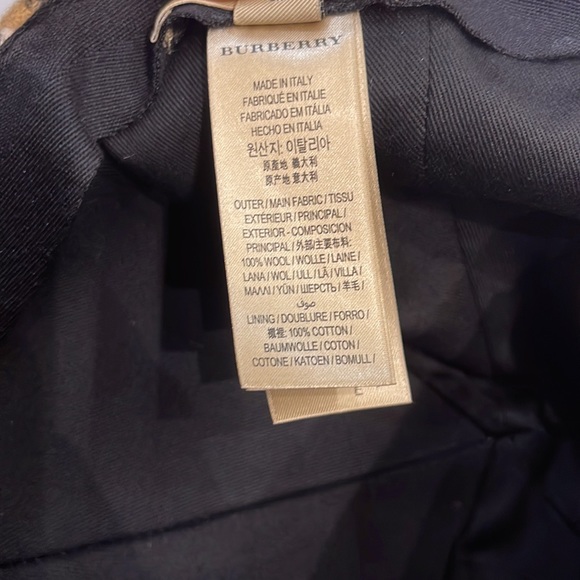 BURBERRY
MADE IN ITALY
FABRIQUÉ EN ITALIE
FABRICADO EM ITÁLIA
HECHO EN ITALIA
원산지: 이탈리아
原產地 義大利
原产地 意大利
OUTER / MAIN FABRIC / TISSU
EXTÉRIEUR / PRINCIPAL /
EXTERIOR - COMPOSICION
PRINCIPAL / 外部/主要布料:
100% WOOL / WOLLE / LAINE /
LANA / WOL / ULL / LÃ / VILLA /
ΜΑΛΛΙ / YÜN / ШЕРСТЬ / 羊毛 /
صوف
LINING / DOUBLURE / FORRO /
襯裡: 100% COTTON /
BAUMWOLLE / COTON /
COTONE / KATOEN / BOMULL /